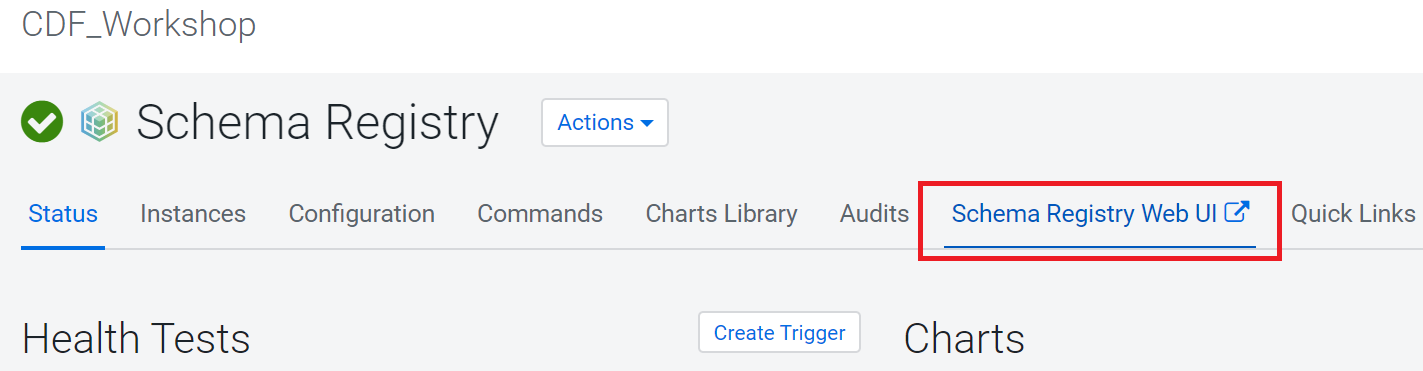 CDF_Workshop
Schema Registry Actions
Status Instances Configuration Commands Charts Library Audits Schema Registry Web UI Quick Links
Health Tests Create Trigger Charts